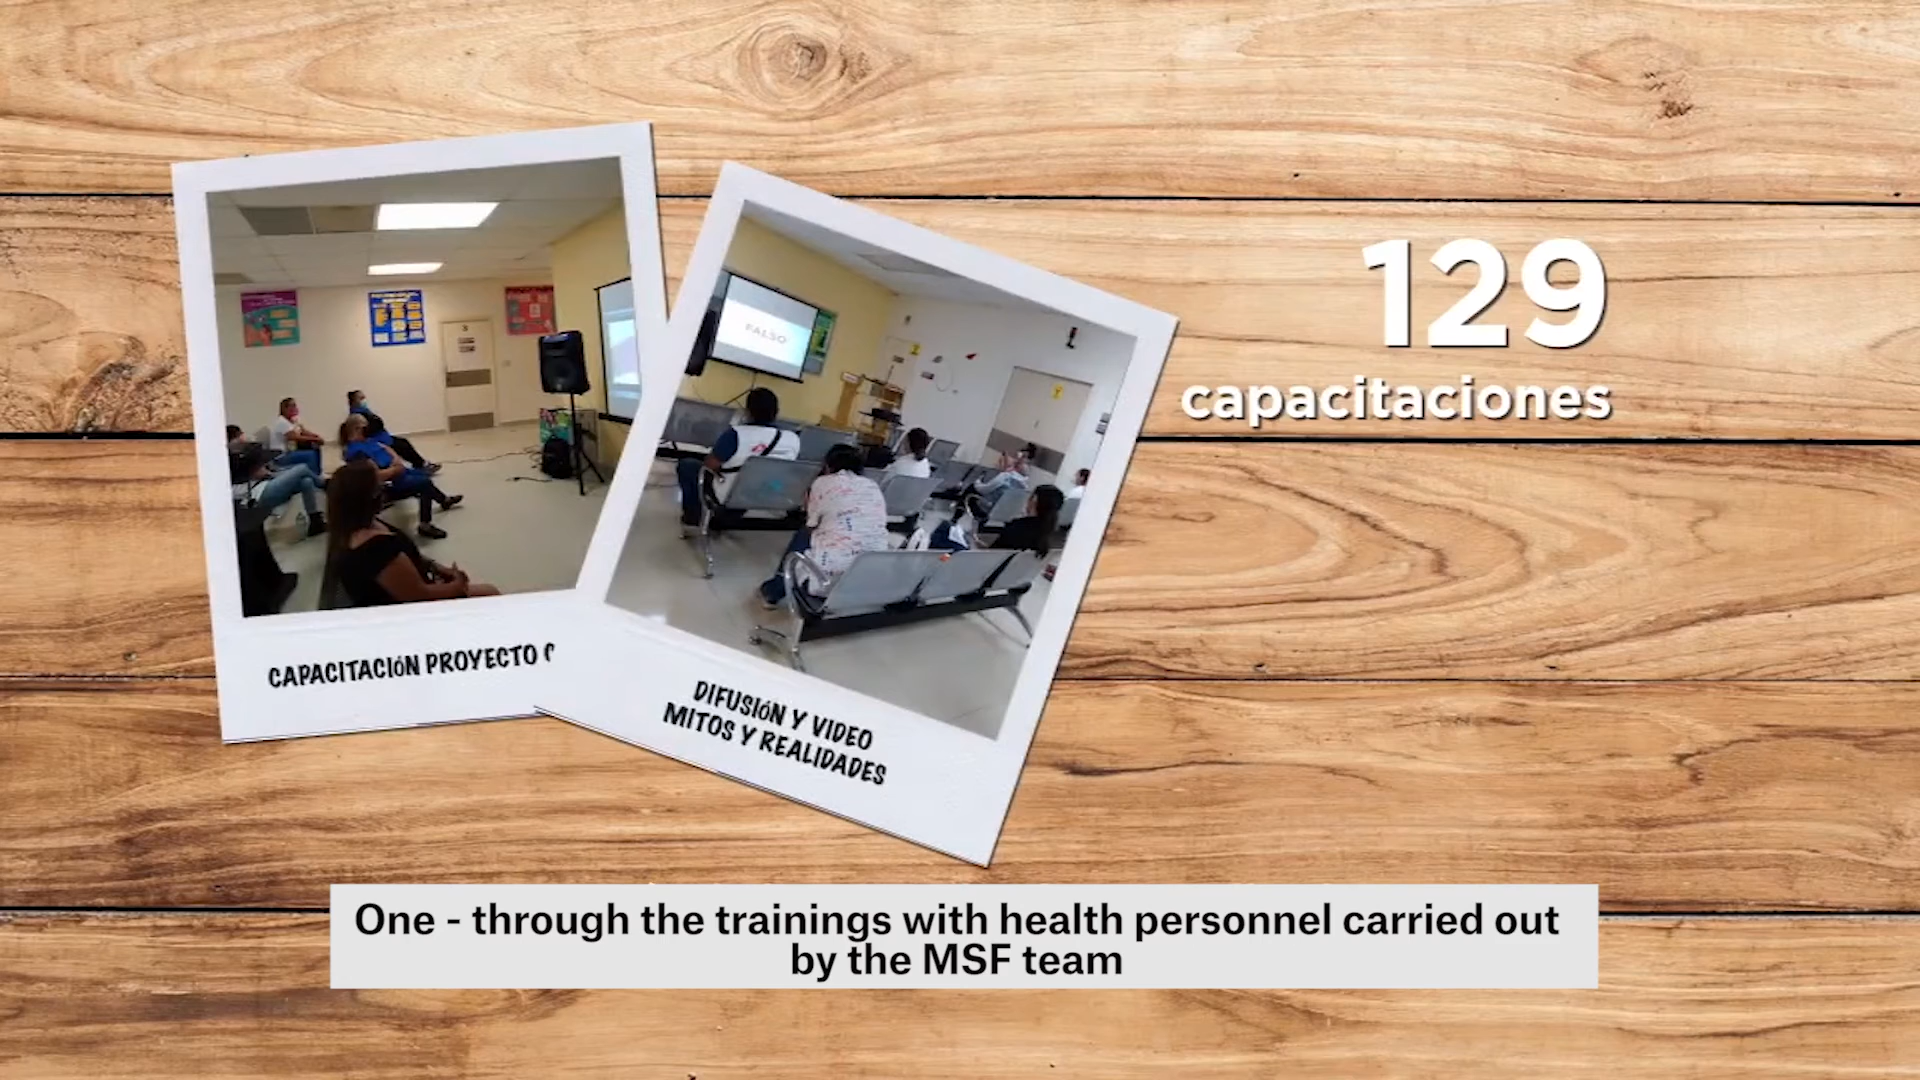 129
capacitaciones
FALSO
CAPACITACIÓN PROYECTO
DIFUSIÓN Y VIDEO
MITOS Y REALIDADES
One - through the trainings with health personnel carried out
by the MSF team